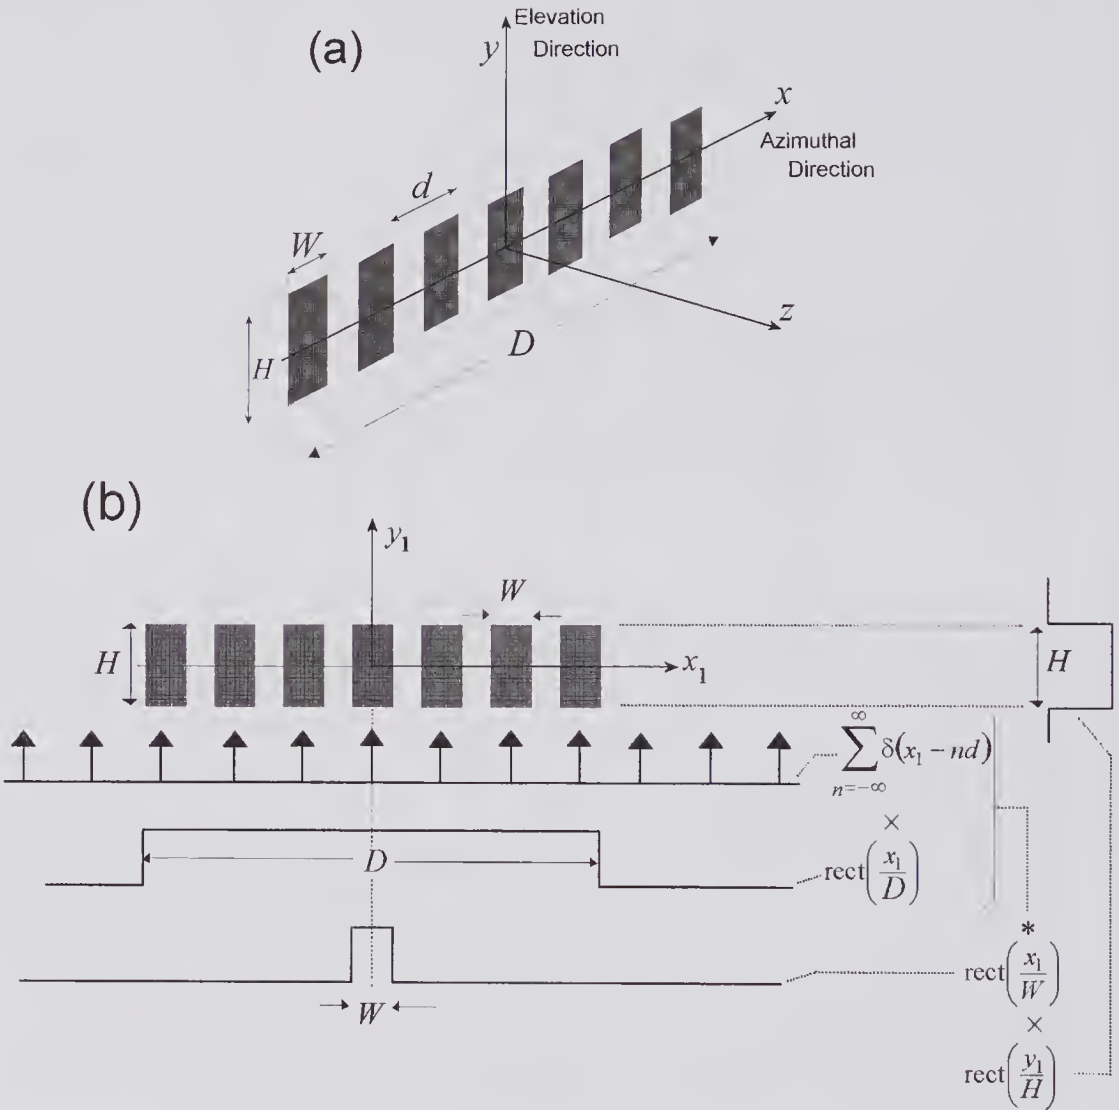 (a)
Elevation
Direction
y
x
Azimuthal
Direction
d
W
H
D
z
(b)
y₁
W
H
x₁
H
∞
∑ δ(x₁ − nd)
n=−∞
×
D
rect(x₁/D)
*
rect(x₁/W)
W
×
rect(y₁/H)